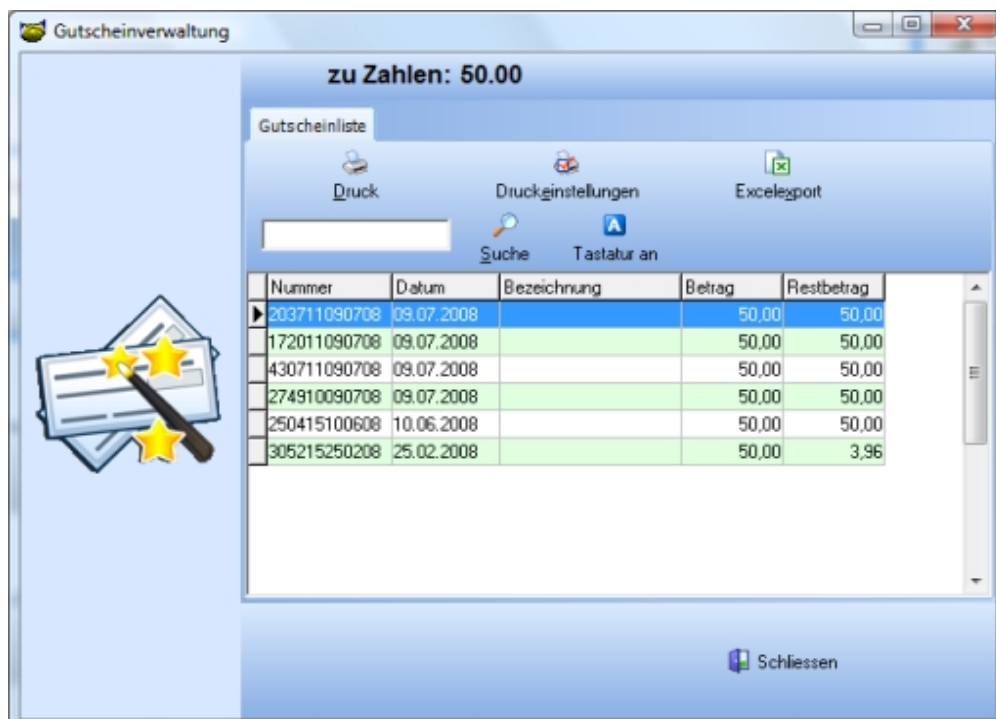 Gutscheinverwaltung
zu Zahlen: 50.00
Gutscheinliste
Druck Druckeinstellungen Excelexport
Suche Tastatur an
Nummer Datum Bezeichnung Betrag Restbetrag
203711090708 09.07.2008 50,00 50,00
172011090708 09.07.2008 50,00 50,00
430711090708 09.07.2008 50,00 50,00
274910090708 09.07.2008 50,00 50,00
250415100608 10.06.2008 50,00 50,00
305215250208 25.02.2008 50,00 3,96
Schliessen